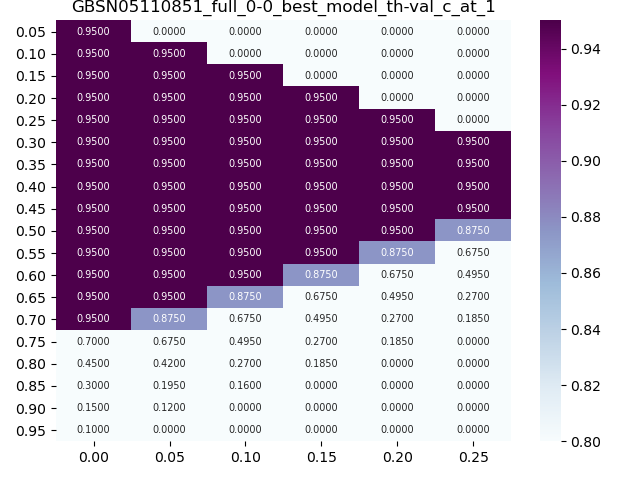 GBSN05110851_full_0-0_best_model_th-val_c_at_1
0.05 0.9500 0.0000 0.0000 0.0000 0.0000 0.0000
0.10 0.9500 0.9500 0.0000 0.0000 0.0000 0.0000
0.15 0.9500 0.9500 0.9500 0.0000 0.0000 0.0000
0.20 0.9500 0.9500 0.9500 0.9500 0.0000 0.0000
0.25 0.9500 0.9500 0.9500 0.9500 0.9500 0.0000
0.30 0.9500 0.9500 0.9500 0.9500 0.9500 0.9500
0.35 0.9500 0.9500 0.9500 0.9500 0.9500 0.9500
0.40 0.9500 0.9500 0.9500 0.9500 0.9500 0.9500
0.45 0.9500 0.9500 0.9500 0.9500 0.9500 0.9500
0.50 0.9500 0.9500 0.9500 0.9500 0.9500 0.8750
0.55 0.9500 0.9500 0.9500 0.9500 0.8750 0.6750
0.60 0.9500 0.9500 0.9500 0.8750 0.6750 0.4950
0.65 0.9500 0.9500 0.8750 0.6750 0.4950 0.2700
0.70 0.9500 0.8750 0.6750 0.4950 0.2700 0.1850
0.75 0.7000 0.6750 0.4950 0.2700 0.1850 0.0000
0.80 0.4500 0.4200 0.2700 0.1850 0.0000 0.0000
0.85 0.3000 0.1950 0.1600 0.0000 0.0000 0.0000
0.90 0.1500 0.1200 0.0000 0.0000 0.0000 0.0000
0.95 0.1000 0.0000 0.0000 0.0000 0.0000 0.0000
0.00 0.05 0.10 0.15 0.20 0.25
0.94
0.92
0.90
0.88
0.86
0.84
0.82
0.80